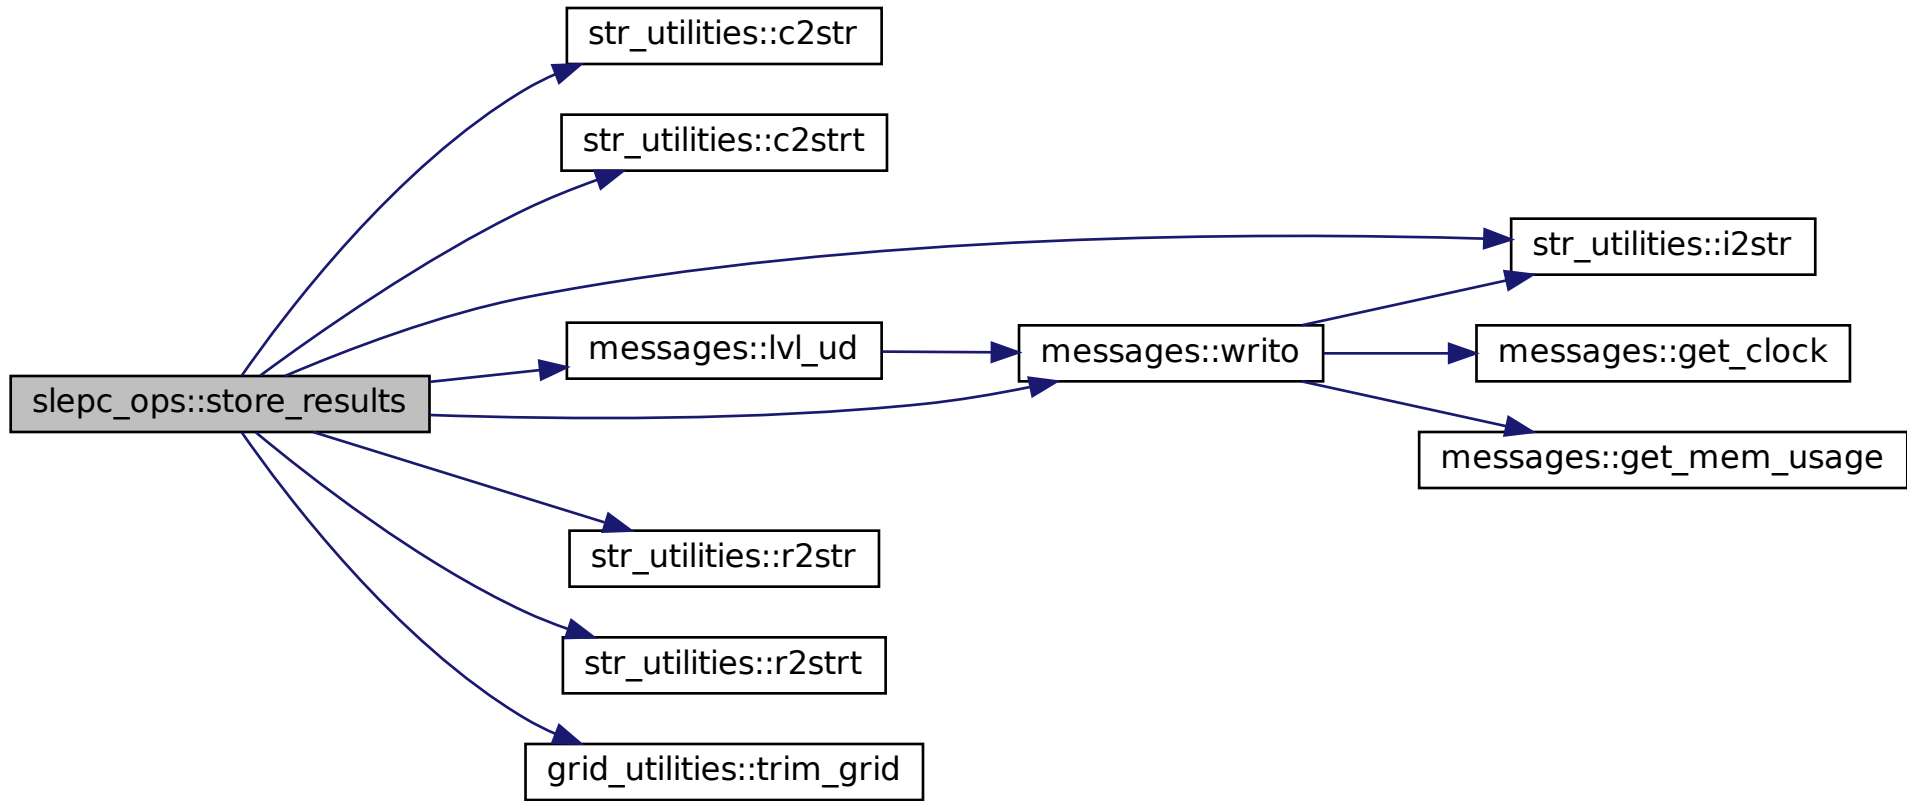 str_utilities::c2str
str_utilities::c2strt
str_utilities::i2str
messages::lvl_ud
messages::writo
messages::get_clock
slepc_ops::store_results
messages::get_mem_usage
str_utilities::r2str
str_utilities::r2strt
grid_utilities::trim_grid